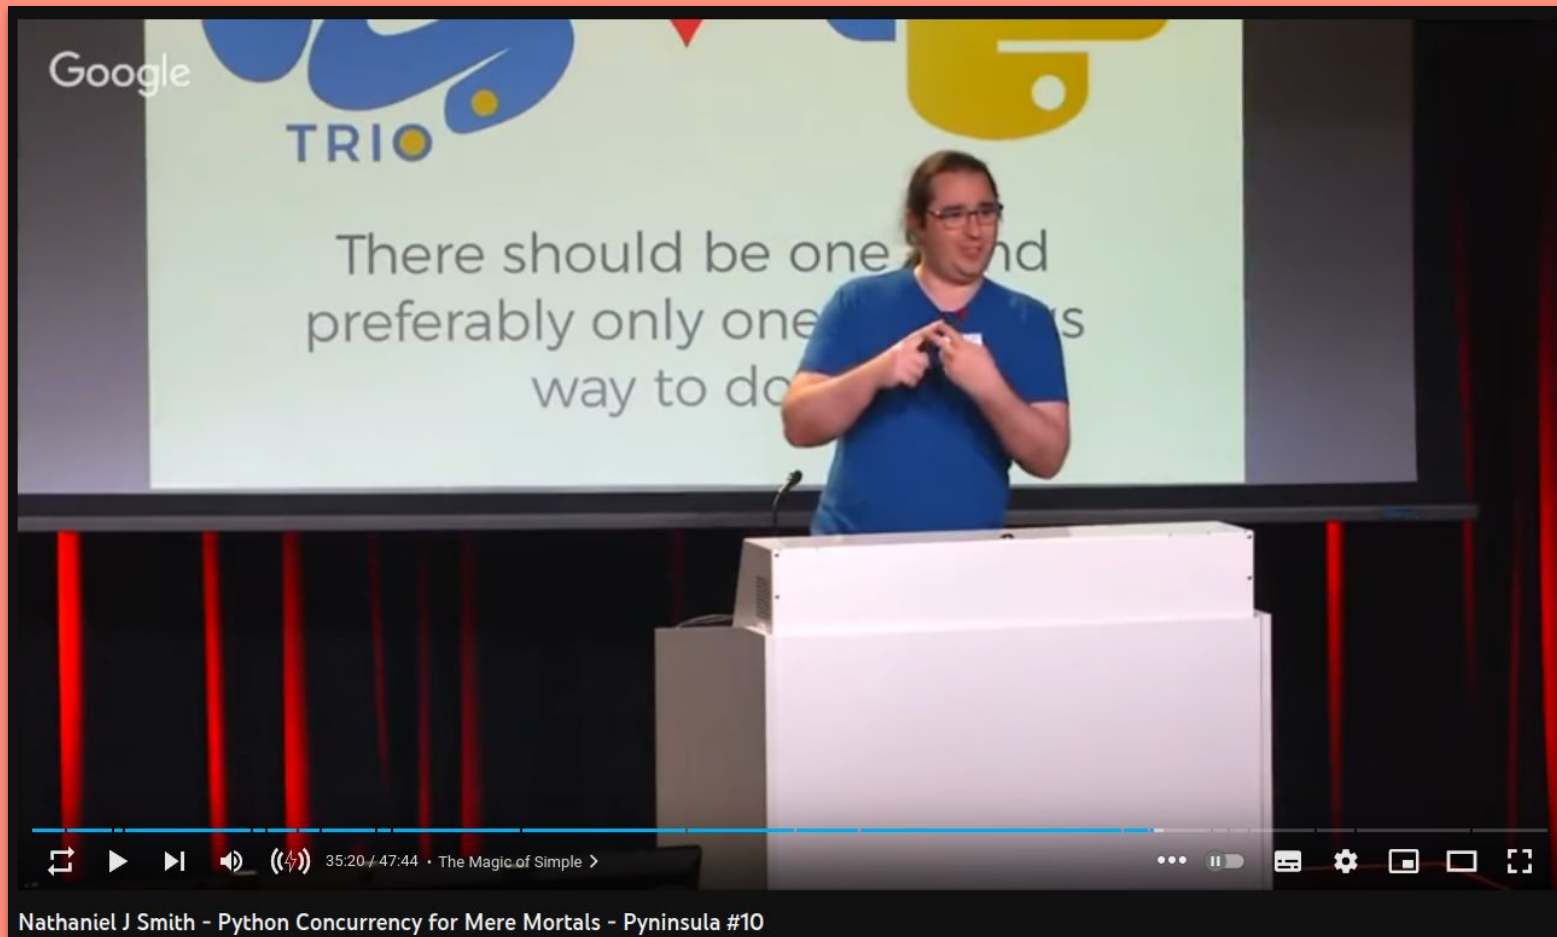 Google
TRIO
There should be one nd
preferably only one s
way to do
35:20 / 47:44 • The Magic of Simple
Nathaniel J Smith - Python Concurrency for Mere Mortals - Pyninsula #10